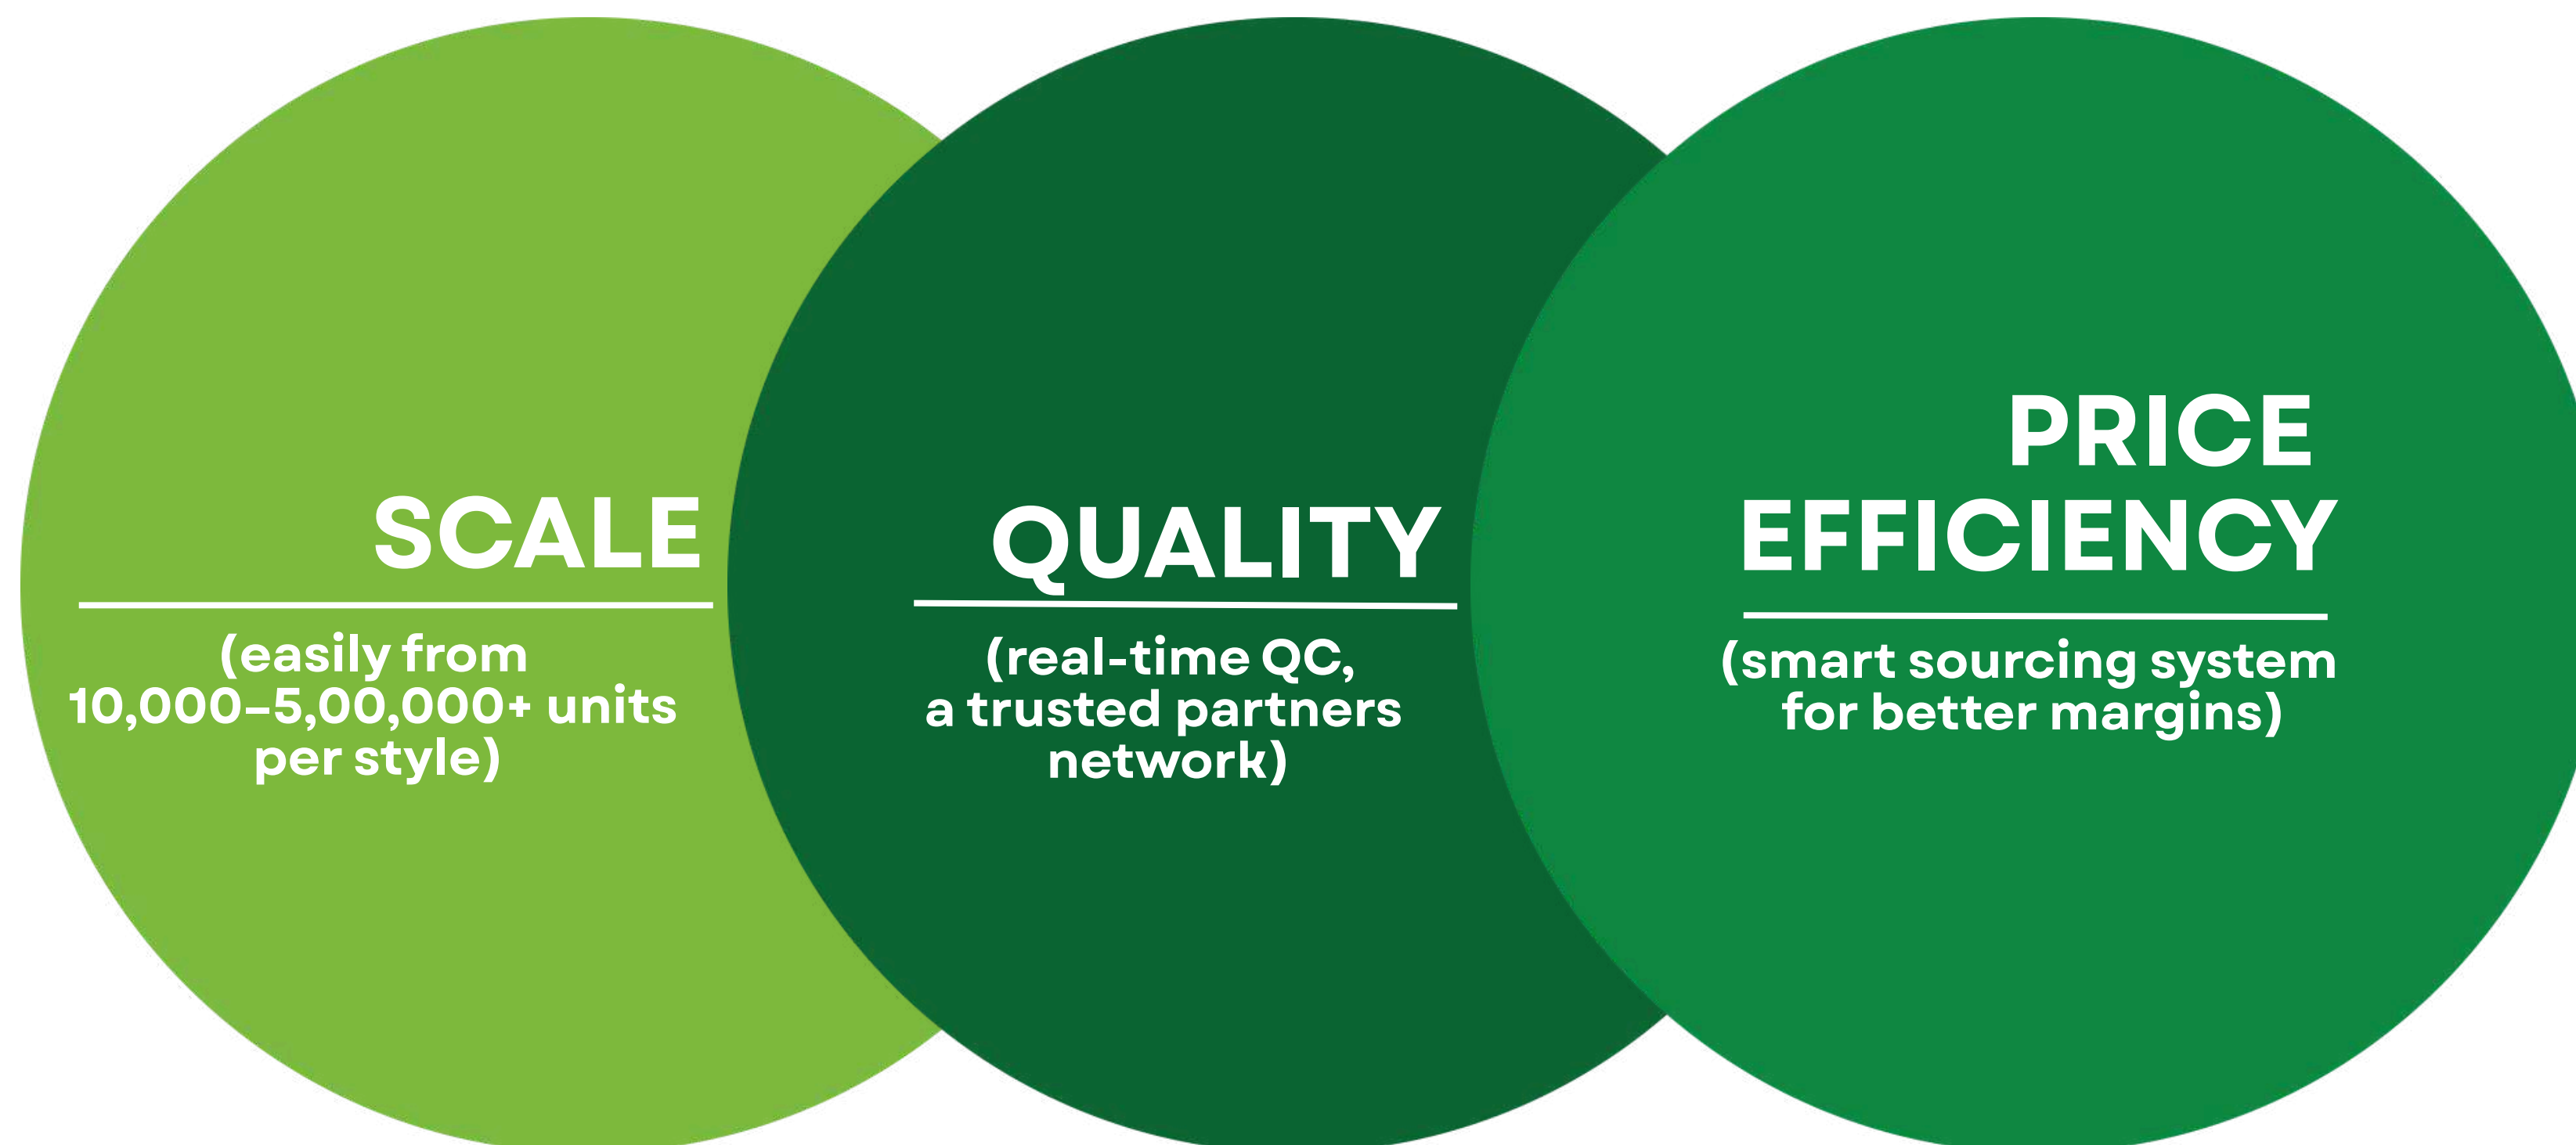 SCALE
(easily from
10,000–5,00,000+ units
per style)
QUALITY
(real-time QC,
a trusted partners
network)
PRICE
EFFICIENCY
(smart sourcing system
for better margins)